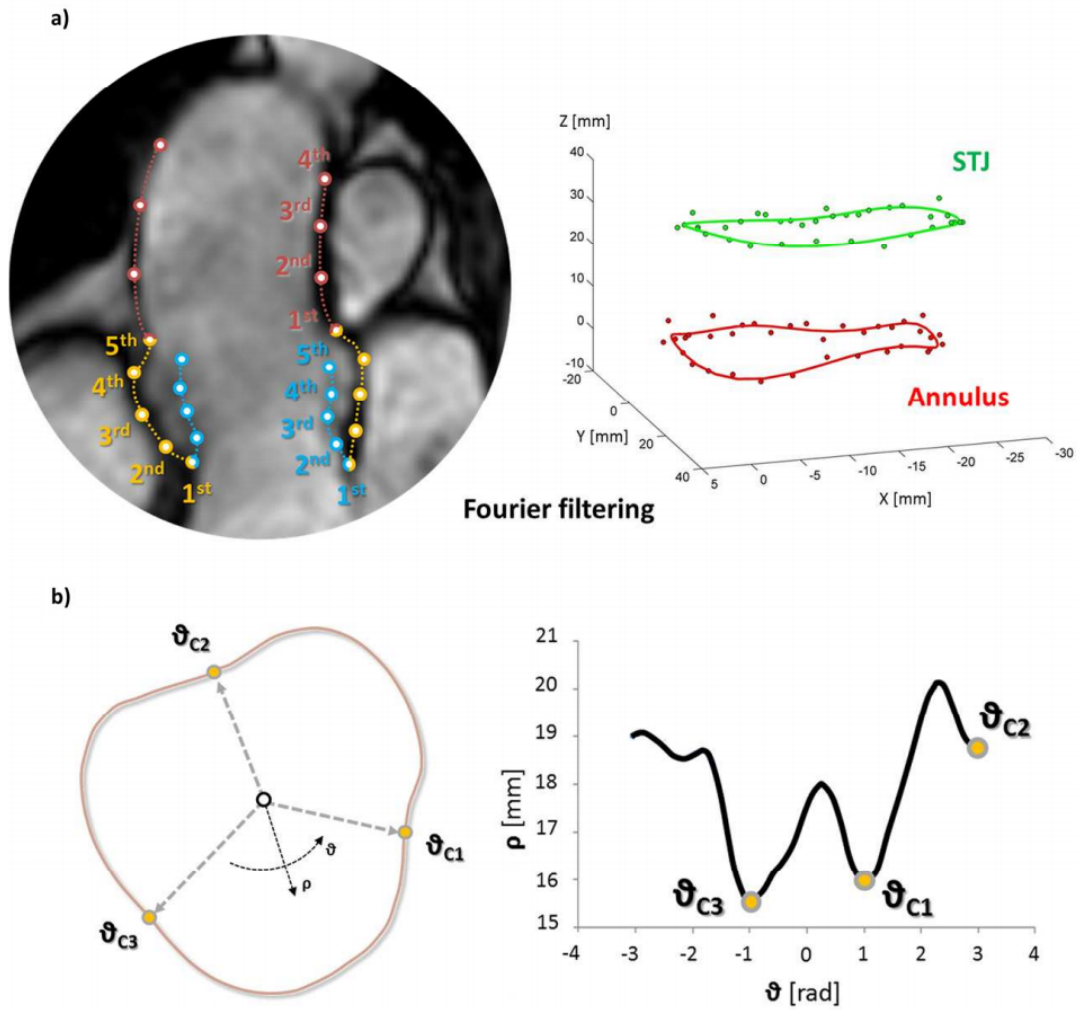 a)
4th
3rd
2nd
1st
5th
4th
3rd
2nd
1st
5th
4th
3rd
2nd
1st
Z [mm]
40
30
20
10
0
-10
-20
0
20
40
Y [mm]
5
0
-5
-10
-15
-20
-25
-30
X [mm]
STJ
Annulus
Fourier filtering
b)
ϑC2
ϑC1
ϑC3
ϑ
ρ
21
20
19
18
17
16
15
ρ [mm]
-4
-3
-2
-1
0
1
2
3
4
ϑ [rad]
ϑC3
ϑC1
ϑC2